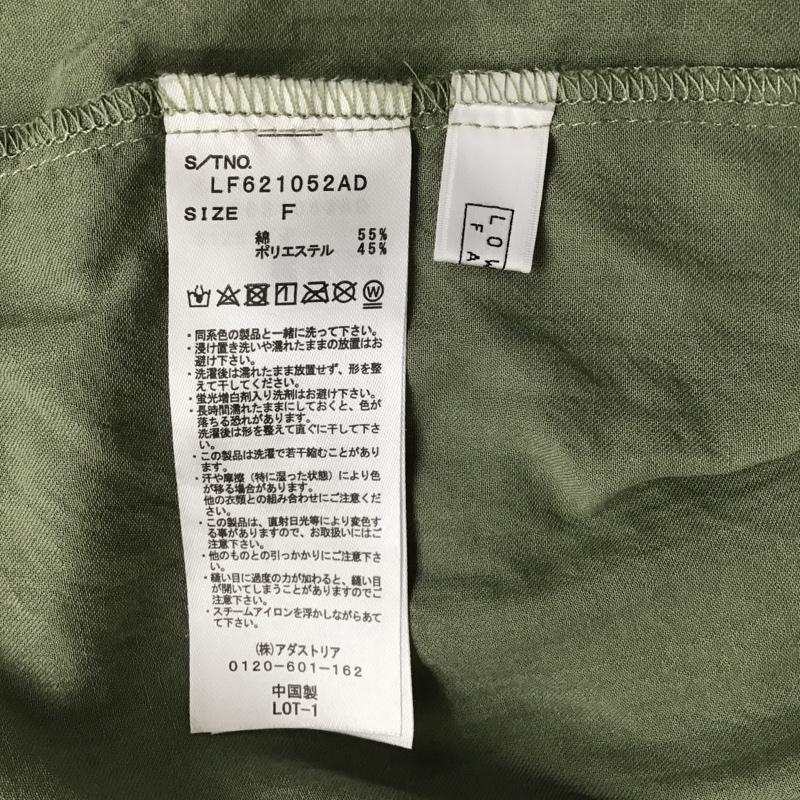 S/TNO.
LF621052AD
SIZE F
綿 55%
ポリエステル 45%
・同系色の製品と一緒に洗って下さい。
・浸け置き洗いや濡れたままの放置はお
避け下さい。
・洗濯後は濡れたまま放置せず、形を整
えて干してください。
・蛍光増白剤入り洗剤はお避け下さい。
・長時間濡れたままにしておくと、色が
落ちる恐れがあります。
洗濯後は形を整えて直ぐに干して下さ
い。
・この製品は洗濯で若干縮むことがあり
ます。
・汗や摩擦（特に湿った状態）により色
が移る場合があります。
他の衣類との組み合わせにご注意くだ
さい。
・この製品は、直射日光等により変色す
る事がありますので、お取扱いにはご
注意下さい。
・他のものとの引っかかりにご注意下さ
い。
・縫い目に過度の力が加わると、縫い目
が開いてしまうことがありますのでご
注意下さい。
・スチームアイロンを浮かしながらあて
て下さい。
(株)アダストリア
0120-601-162
中国製
LOT-1
LOW
FA